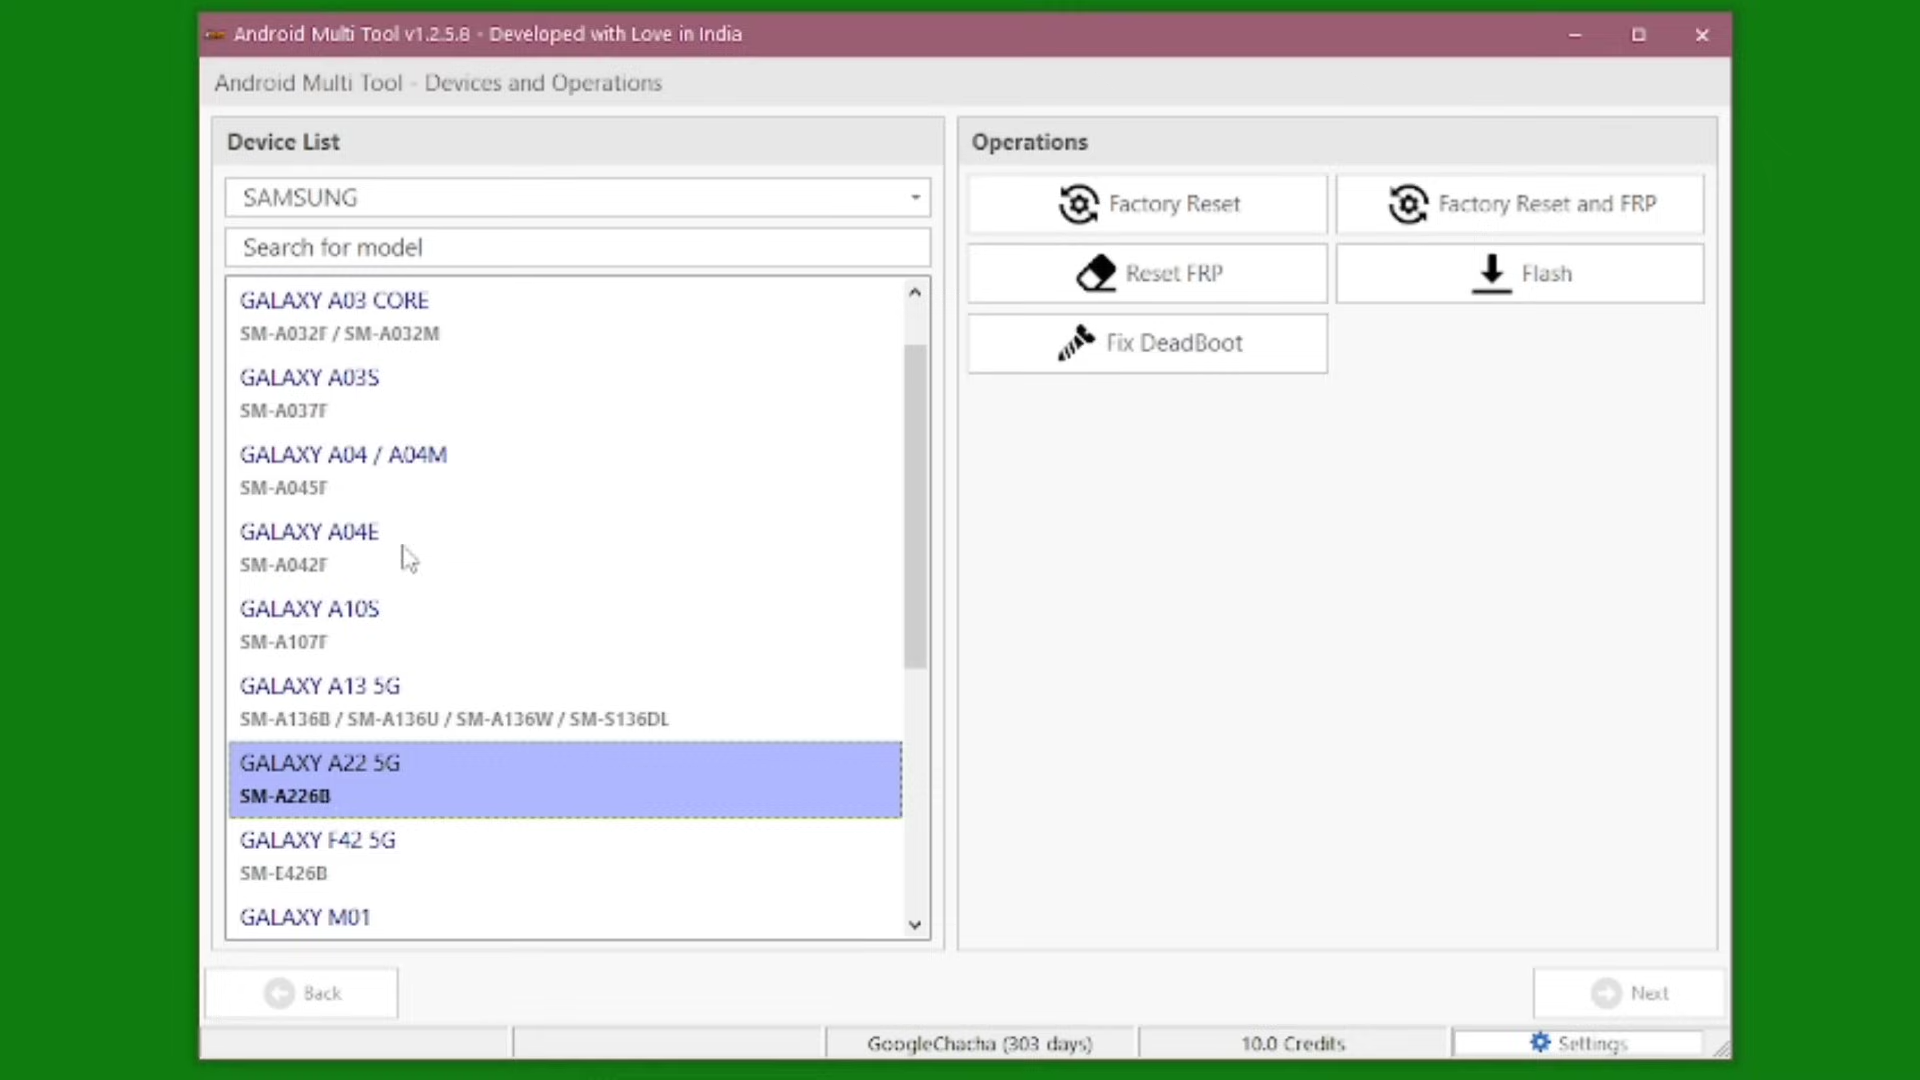 Android Multi Tool v1.2.5.8 - Developed with Love in India
Android Multi Tool - Devices and Operations
Device List
SAMSUNG
Search for model
GALAXY A03 CORE
SM-A032F / SM-A032M
GALAXY A03S
SM-A037F
GALAXY A04 / A04M
SM-A045F
GALAXY A04E
SM-A042F
GALAXY A10S
SM-A107F
GALAXY A13 5G
SM-A136B / SM-A136U / SM-A136W / SM-S136DL
GALAXY A22 5G
SM-A226B
GALAXY F42 5G
SM-E426B
GALAXY M01
Operations
Factory Reset
Factory Reset and FRP
Reset FRP
Flash
Fix DeadBoot
Back
Next
GoogleChacha (303 days)
10.0 Credits
Settings